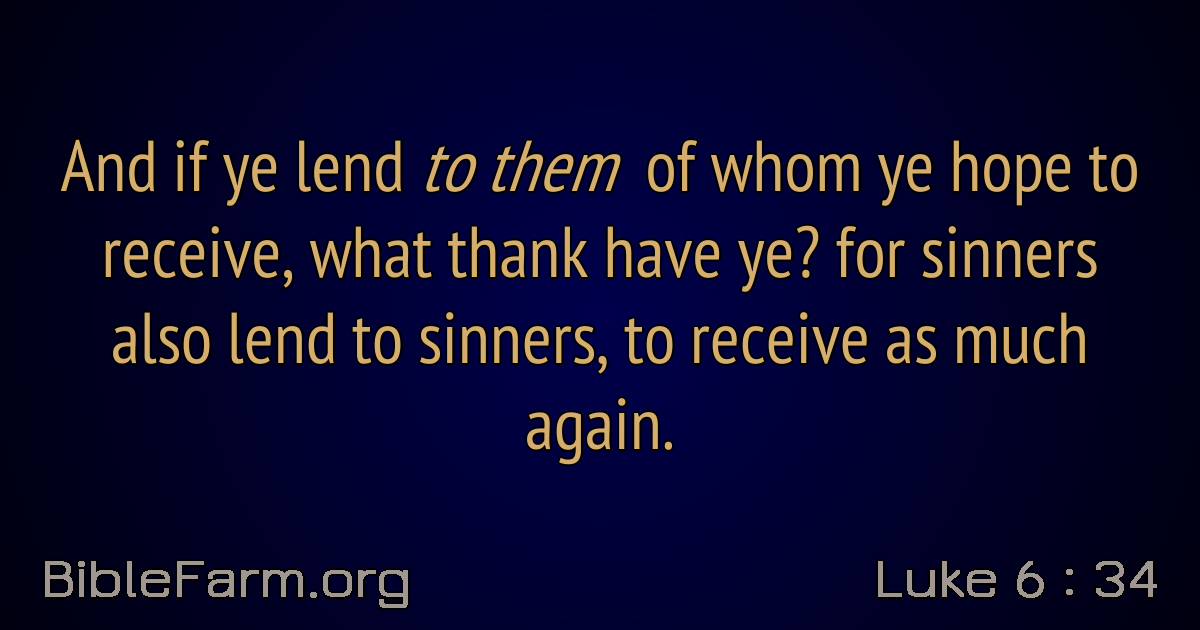 And if ye lend to them of whom ye hope to
receive, what thank have ye? for sinners
also lend to sinners, to receive as much
again.
BibleFarm.org
Luke 6 : 34